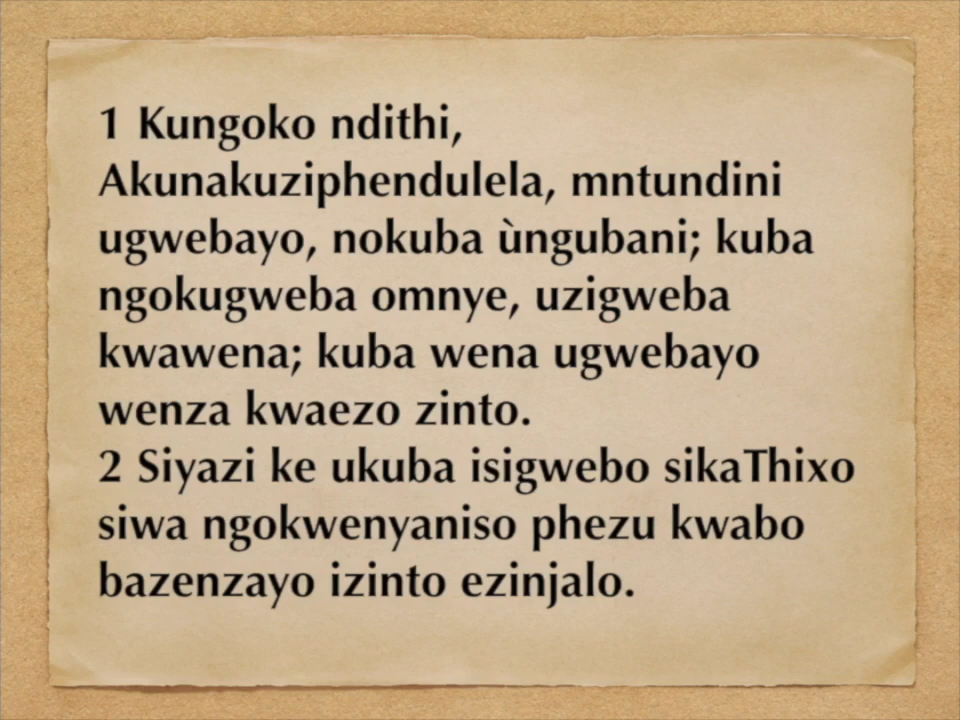 1 Kungoko ndithi,
Akunakuziphendulela, mntundini
ugwebayo, nokuba ùngubani; kuba
ngokugweba omnye, uzigweba
kwawena; kuba wena ugwebayo
wenza kwaezo zinto.
2 Siyazi ke ukuba isigwebo sikaThixo
siwa ngokwenyaniso phezu kwabo
bazenzayo izinto ezinjalo.